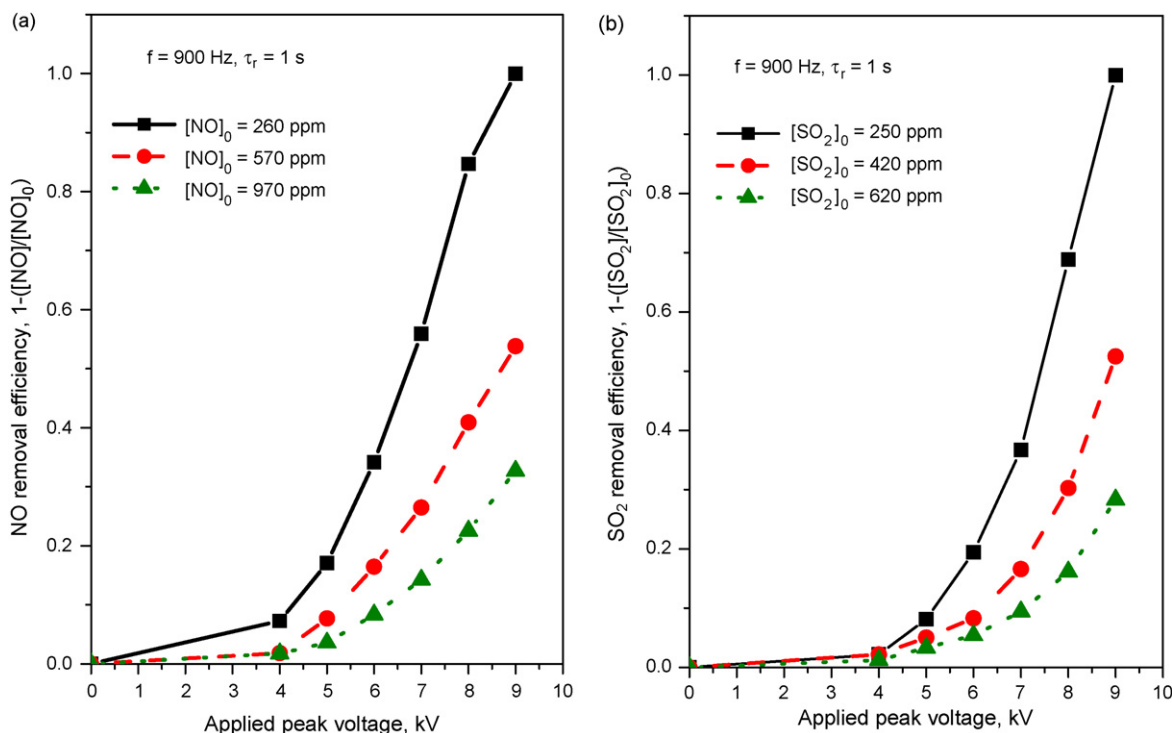 (a)
f = 900 Hz, τr = 1 s
[NO]0 = 260 ppm
[NO]0 = 570 ppm
[NO]0 = 970 ppm
NO removal efficiency, 1-([NO]/[NO]0)
1.0
0.8
0.6
0.4
0.2
0.0
0 1 2 3 4 5 6 7 8 9 10
Applied peak voltage, kV
(b)
f = 900 Hz, τr = 1 s
[SO2]0 = 250 ppm
[SO2]0 = 420 ppm
[SO2]0 = 620 ppm
SO2 removal efficiency, 1-([SO2]/[SO2]0)
1.0
0.8
0.6
0.4
0.2
0.0
0 1 2 3 4 5 6 7 8 9 10
Applied peak voltage, kV